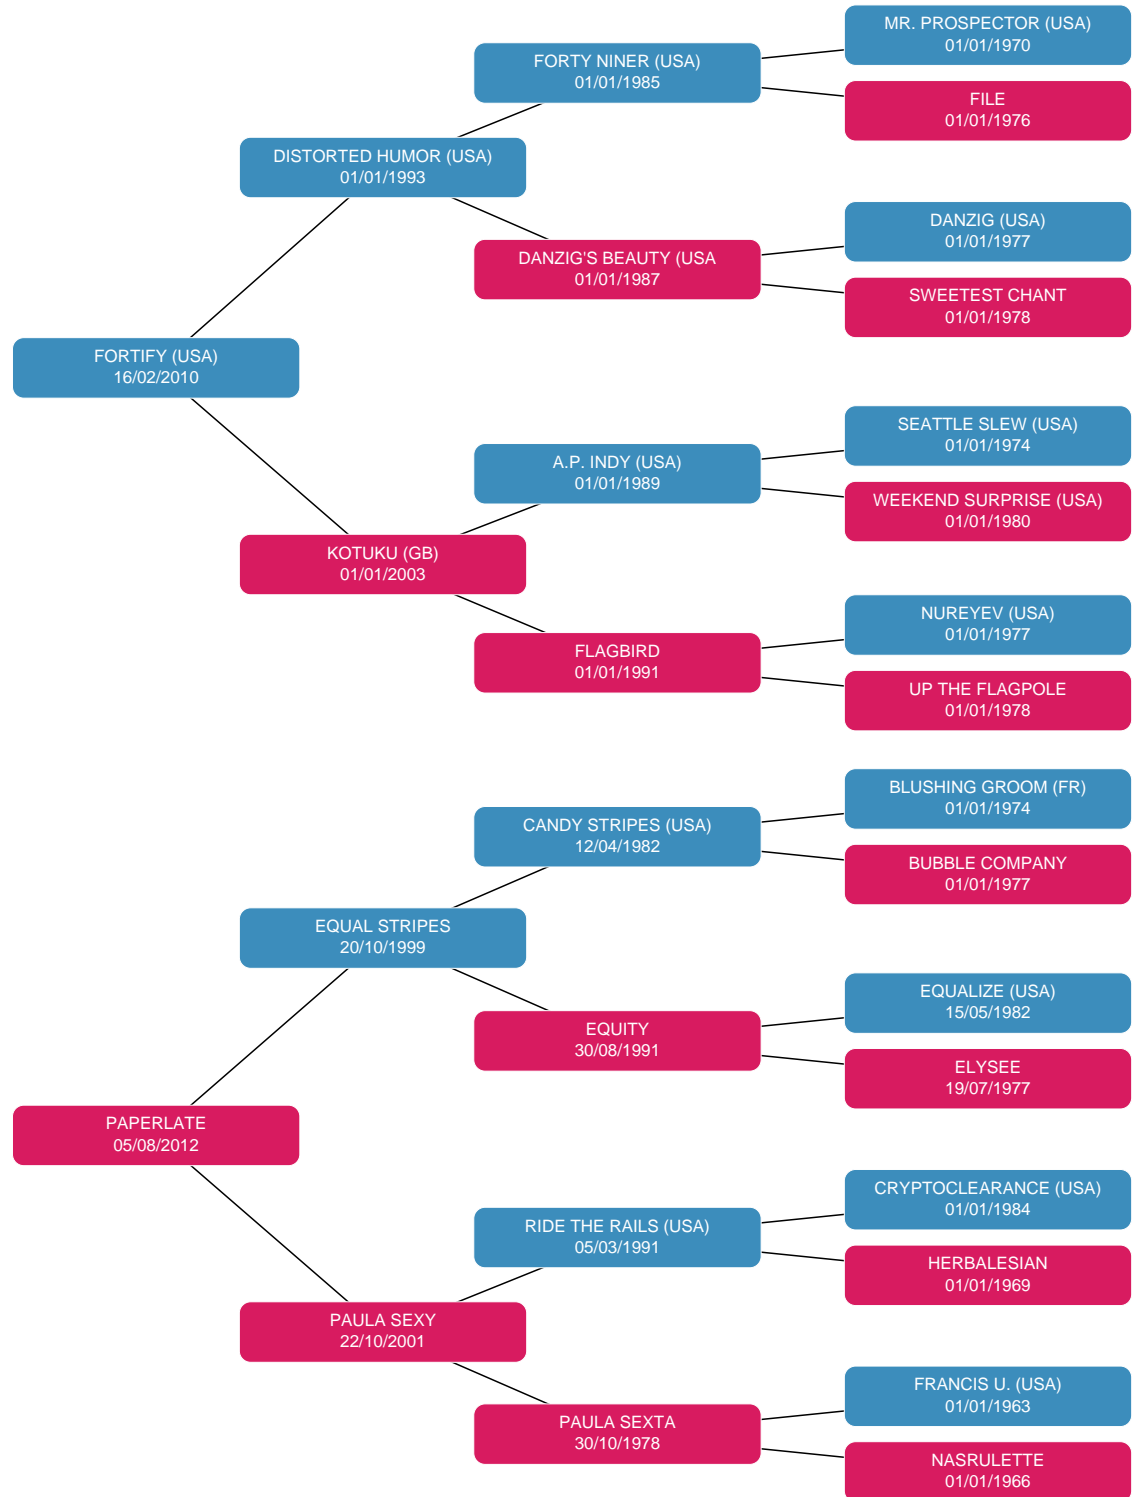 MR. PROSPECTOR (USA)
01/01/1970
FORTY NINER (USA)
01/01/1985
FILE
01/01/1976
DISTORTED HUMOR (USA)
01/01/1993
DANZIG (USA)
01/01/1977
DANZIG'S BEAUTY (USA
01/01/1987
SWEETEST CHANT
01/01/1978
FORTIFY (USA)
16/02/2010
SEATTLE SLEW (USA)
01/01/1974
A.P. INDY (USA)
01/01/1989
WEEKEND SURPRISE (USA)
01/01/1980
KOTUKU (GB)
01/01/2003
NUREYEV (USA)
01/01/1977
FLAGBIRD
01/01/1991
UP THE FLAGPOLE
01/01/1978
BLUSHING GROOM (FR)
01/01/1974
CANDY STRIPES (USA)
12/04/1982
BUBBLE COMPANY
01/01/1977
EQUAL STRIPES
20/10/1999
EQUALIZE (USA)
15/05/1982
EQUITY
30/08/1991
ELYSEE
19/07/1977
PAPERLATE
05/08/2012
CRYPTOCLEARANCE (USA)
01/01/1984
RIDE THE RAILS (USA)
05/03/1991
HERBALESIAN
01/01/1969
PAULA SEXY
22/10/2001
FRANCIS U. (USA)
01/01/1963
PAULA SEXTA
30/10/1978
NASRULETTE
01/01/1966